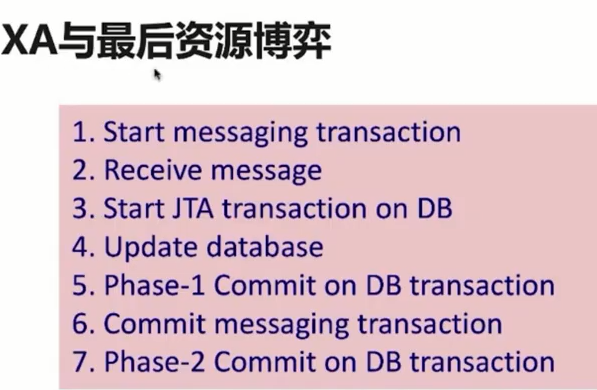 XA与最后资源博弈
1. Start messaging transaction
2. Receive message
3. Start JTA transaction on DB
4. Update database
5. Phase-1 Commit on DB transaction
6. Commit messaging transaction
7. Phase-2 Commit on DB transaction